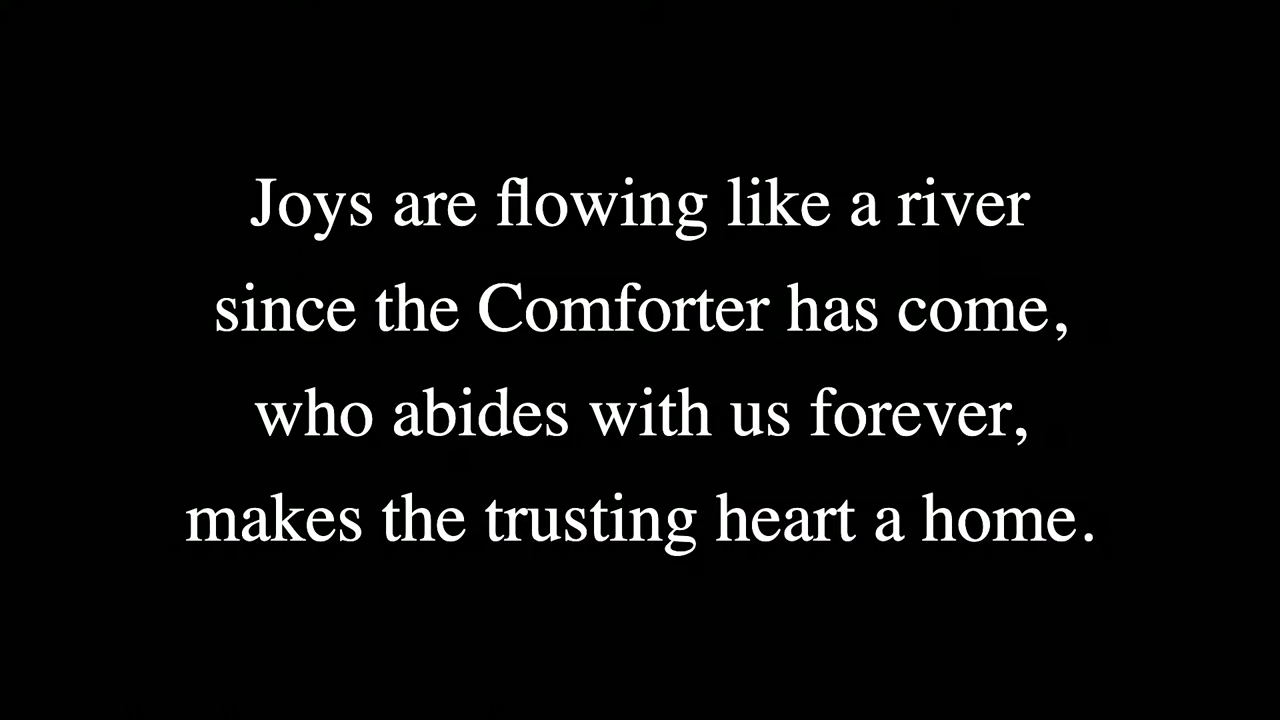 Joys are flowing like a river
since the Comforter has come,
who abides with us forever,
makes the trusting heart a home.